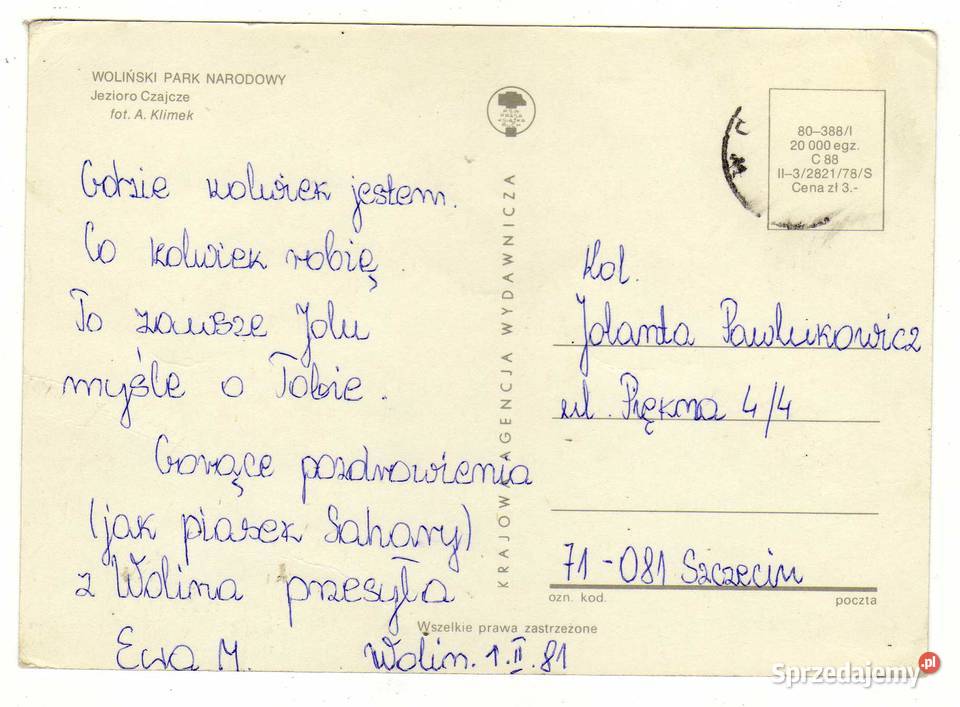 WOLIŃSKI PARK NARODOWY
Jezioro Czajcze
fot. A. Klimek
Gdzie kolwiek jestem.
Co kolwiek robię.
To zawsze Jolu
myśle o Tobie.
Gorące pozdrowienia
(jak piasek Sahary)
z Wolina przesyła
Ewa M. Wolin. 1.II.81
KRAJOWA AGENCJA WYDAWNICZA
80-388/I
20 000 egz.
C 88
II-3/2821/78/S
Cena zł 3.-
Kol.
Jolanta Pawlukowicz
ul. Piękna 4/4
71-081 Szczecin
ozn. kod. poczta
Wszelkie prawa zastrzeżone
Sprzedajemy.pl